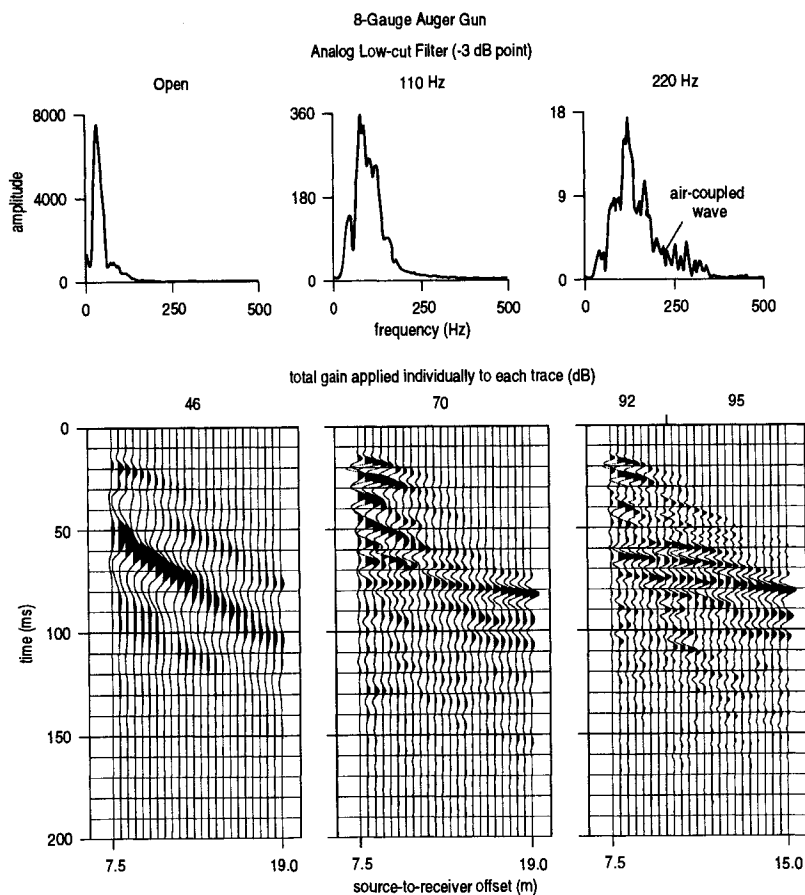 8-Gauge Auger Gun
Analog Low-cut Filter (-3 dB point)
Open
110 Hz
220 Hz
8000
4000
0
amplitude
0
250
500
360
180
0
0
250
500
frequency (Hz)
18
9
0
air-coupled
wave
0
250
500
total gain applied individually to each trace (dB)
46
70
92
95
0
50
100
150
200
time (ms)
7.5
19.0
7.5
19.0
7.5
15.0
source-to-receiver offset (m)